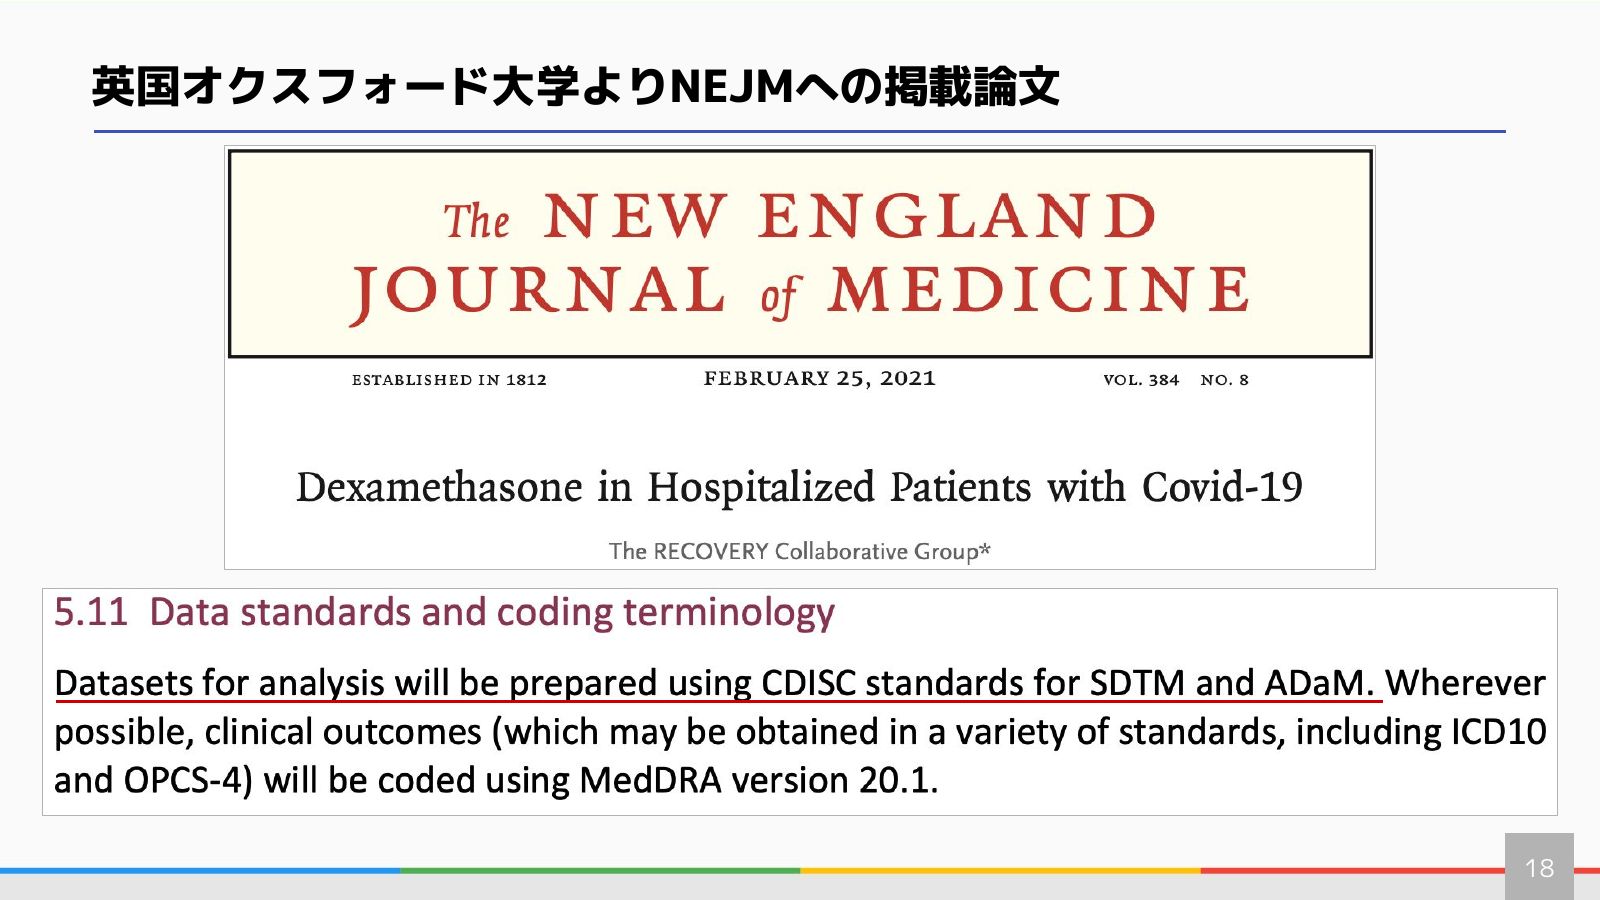 英国オクスフォード大学よりNEJMへの掲載論文
The NEW ENGLAND
JOURNAL of MEDICINE
ESTABLISHED IN 1812 FEBRUARY 25, 2021 VOL. 384 NO. 8
Dexamethasone in Hospitalized Patients with Covid-19
The RECOVERY Collaborative Group*
5.11 Data standards and coding terminology
Datasets for analysis will be prepared using CDISC standards for SDTM and ADaM. Wherever
possible, clinical outcomes (which may be obtained in a variety of standards, including ICD10
and OPCS-4) will be coded using MedDRA version 20.1.
18